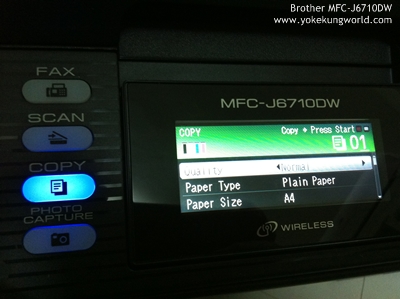 Brother MFC-J6710DW
www.yokekungworld.com
FAX
MFC-J6710DW
SCAN
COPY Copy ♦ Press Start
01
COPY
Quality Normal
Paper Type Plain Paper
Paper Size A4
PHOTO
CAPTURE
WIRELESS